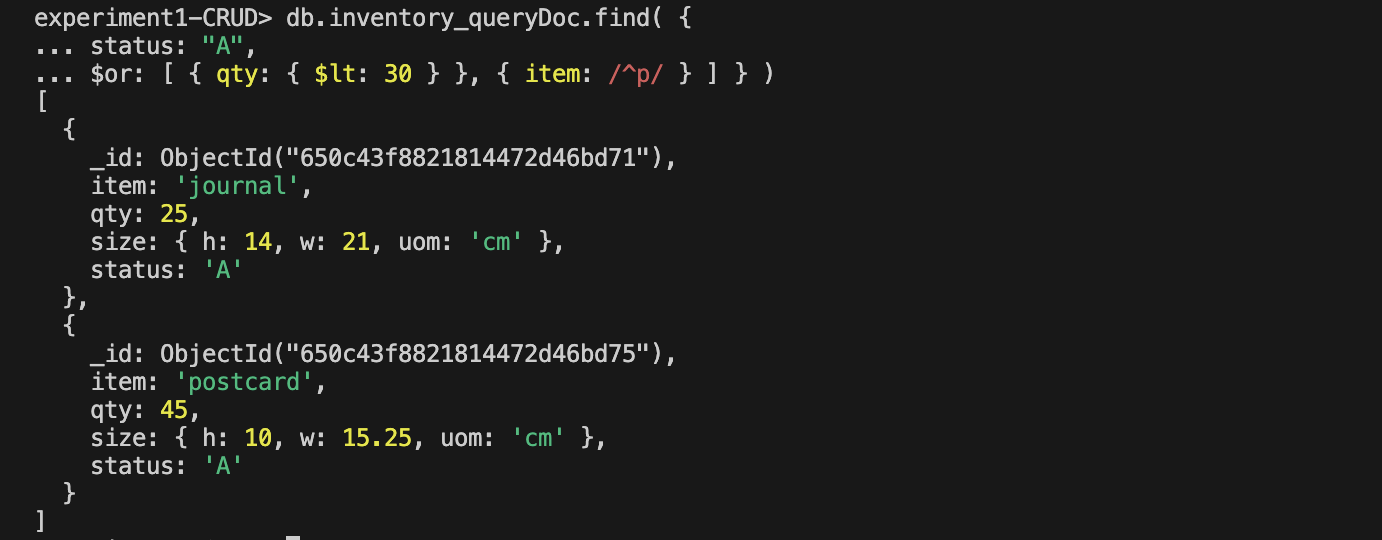 experiment1-CRUD> db.inventory_queryDoc.find( {
... status: "A",
... $or: [ { qty: { $lt: 30 } }, { item: /^p/ } ] } )
[
  {
    _id: ObjectId("650c43f8821814472d46bd71"),
    item: 'journal',
    qty: 25,
    size: { h: 14, w: 21, uom: 'cm' },
    status: 'A'
  },
  {
    _id: ObjectId("650c43f8821814472d46bd75"),
    item: 'postcard',
    qty: 45,
    size: { h: 10, w: 15.25, uom: 'cm' },
    status: 'A'
  }
]